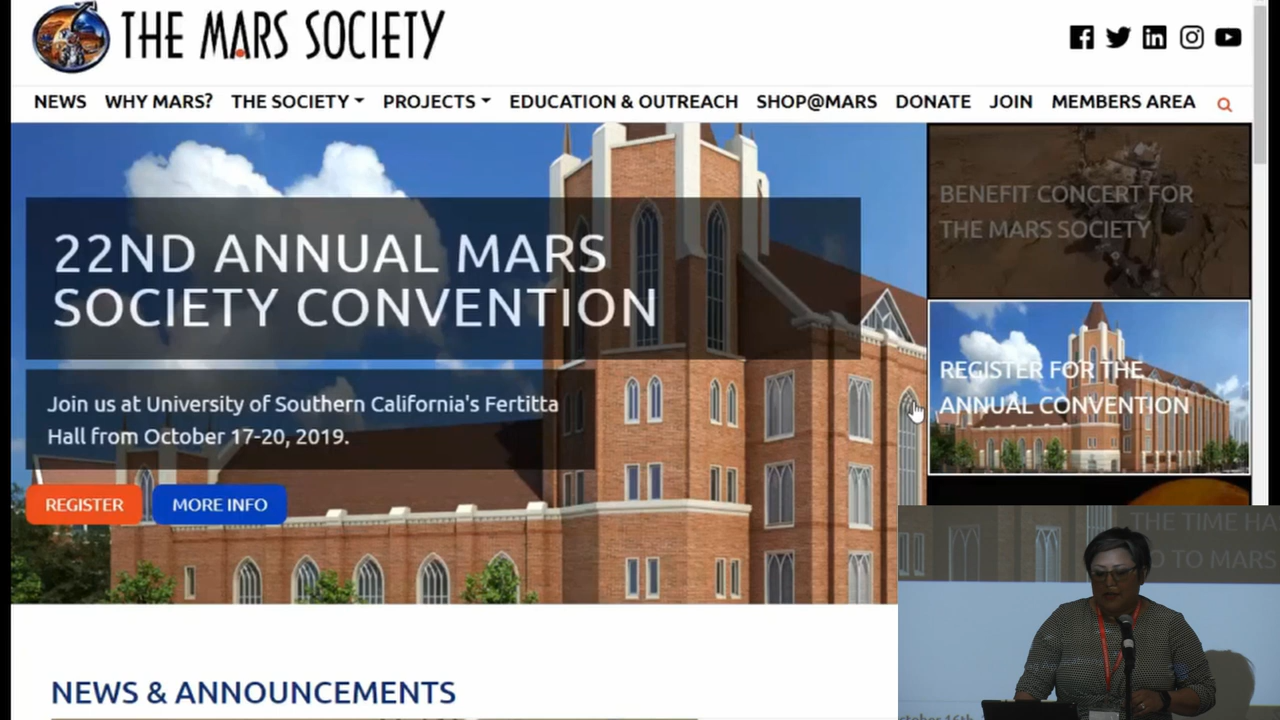 THE MARS SOCIETY
NEWS WHY MARS? THE SOCIETY PROJECTS EDUCATION & OUTREACH SHOP@MARS DONATE JOIN MEMBERS AREA
22ND ANNUAL MARS
SOCIETY CONVENTION
Join us at University of Southern California's Fertitta
Hall from October 17-20, 2019.
REGISTER MORE INFO
BENEFIT CONCERT FOR
THE MARS SOCIETY
REGISTER FOR THE
ANNUAL CONVENTION
THE TIME HA
O TO MARS
NEWS & ANNOUNCEMENTS
ctober 16th